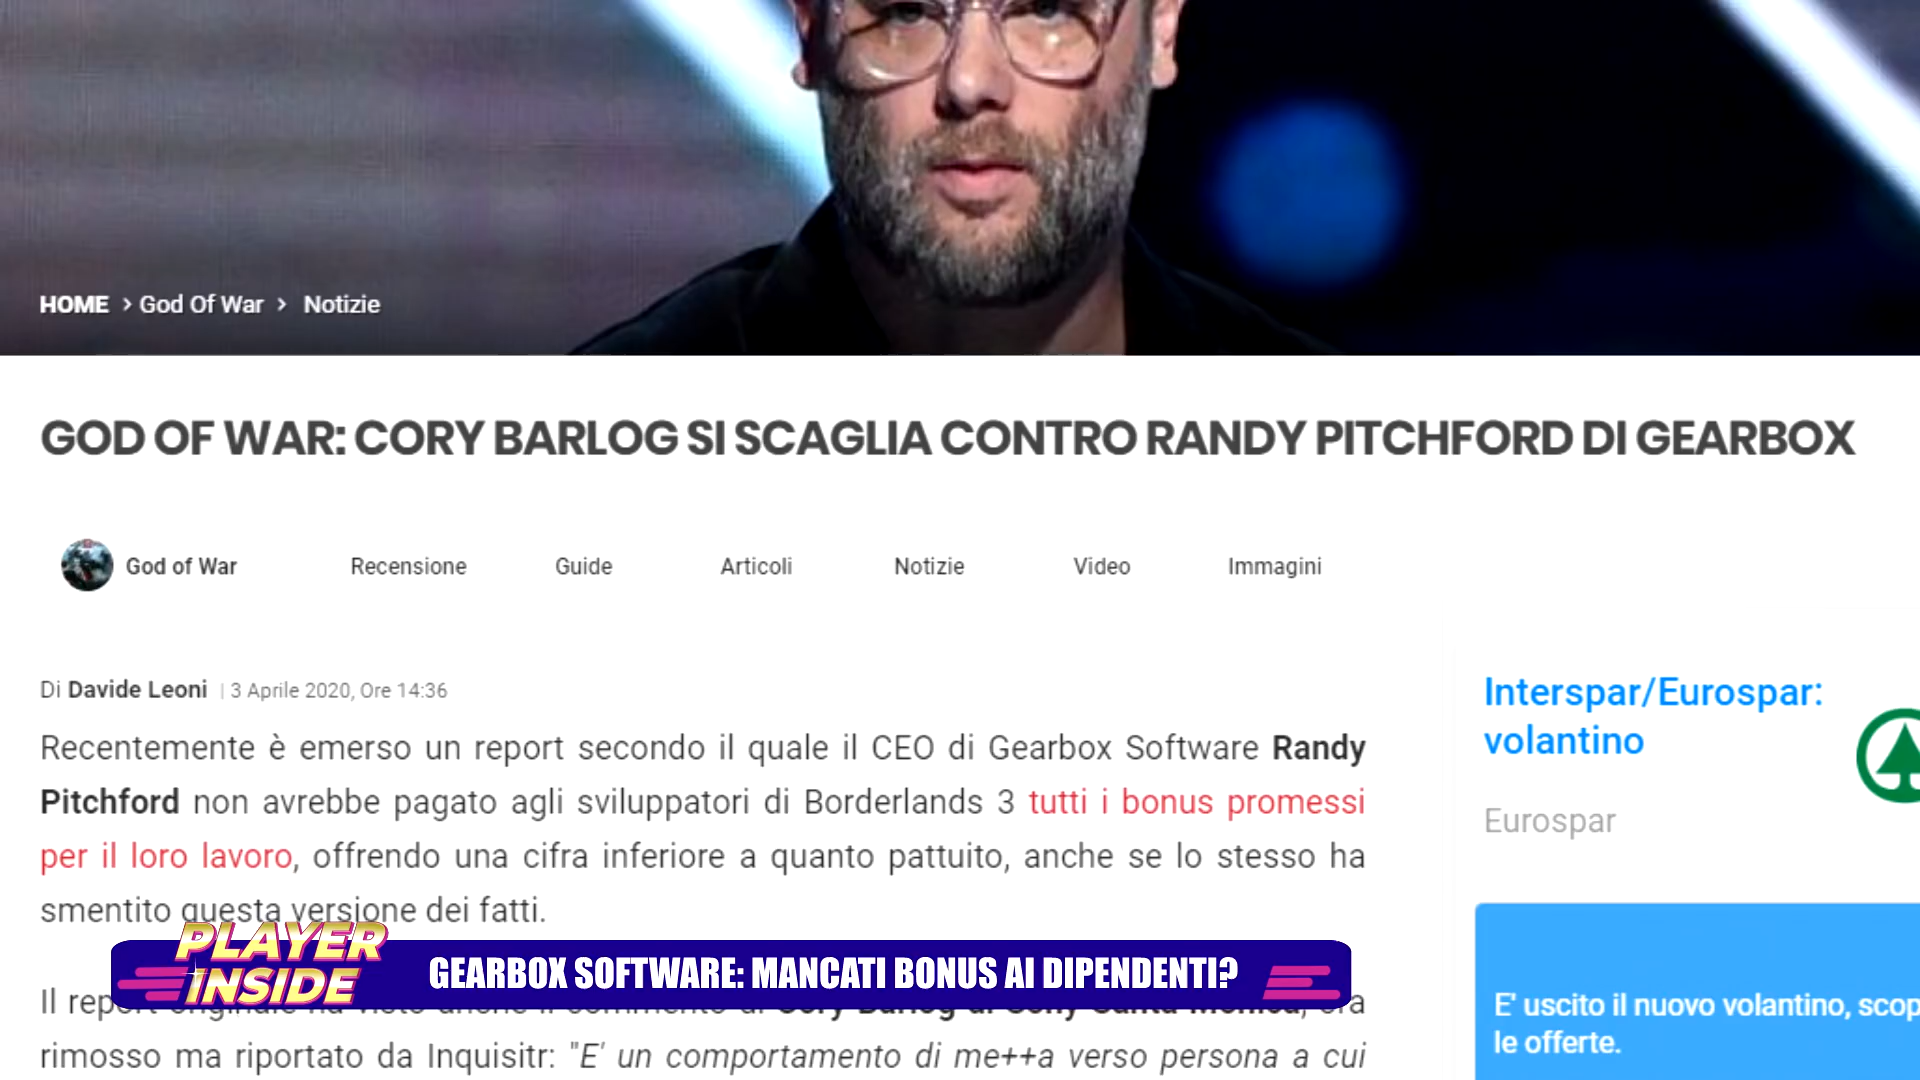 HOME > God Of War > Notizie
GOD OF WAR: CORY BARLOG SI SCAGLIA CONTRO RANDY PITCHFORD DI GEARBOX
God of War Recensione Guide Articoli Notizie Video Immagini
Di Davide Leoni | 3 Aprile 2020, Ore 14:36
Recentemente è emerso un report secondo il quale il CEO di Gearbox Software Randy
Pitchford non avrebbe pagato agli sviluppatori di Borderlands 3 tutti i bonus promessi
per il loro lavoro, offrendo una cifra inferiore a quanto pattuito, anche se lo stesso ha
smentito questa versione dei fatti.
Interspar/Eurospar:
volantino
Eurospar
E' uscito il nuovo volantino, scop
le offerte.
PLAYER
INSIDE
GEARBOX SOFTWARE: MANCATI BONUS AI DIPENDENTI?
Il report originale ha visto anche il commento di Cory Barlog di Sony Santa Monica, ora
rimosso ma riportato da Inquisitr: "E' un comportamento di me++a verso persona a cui